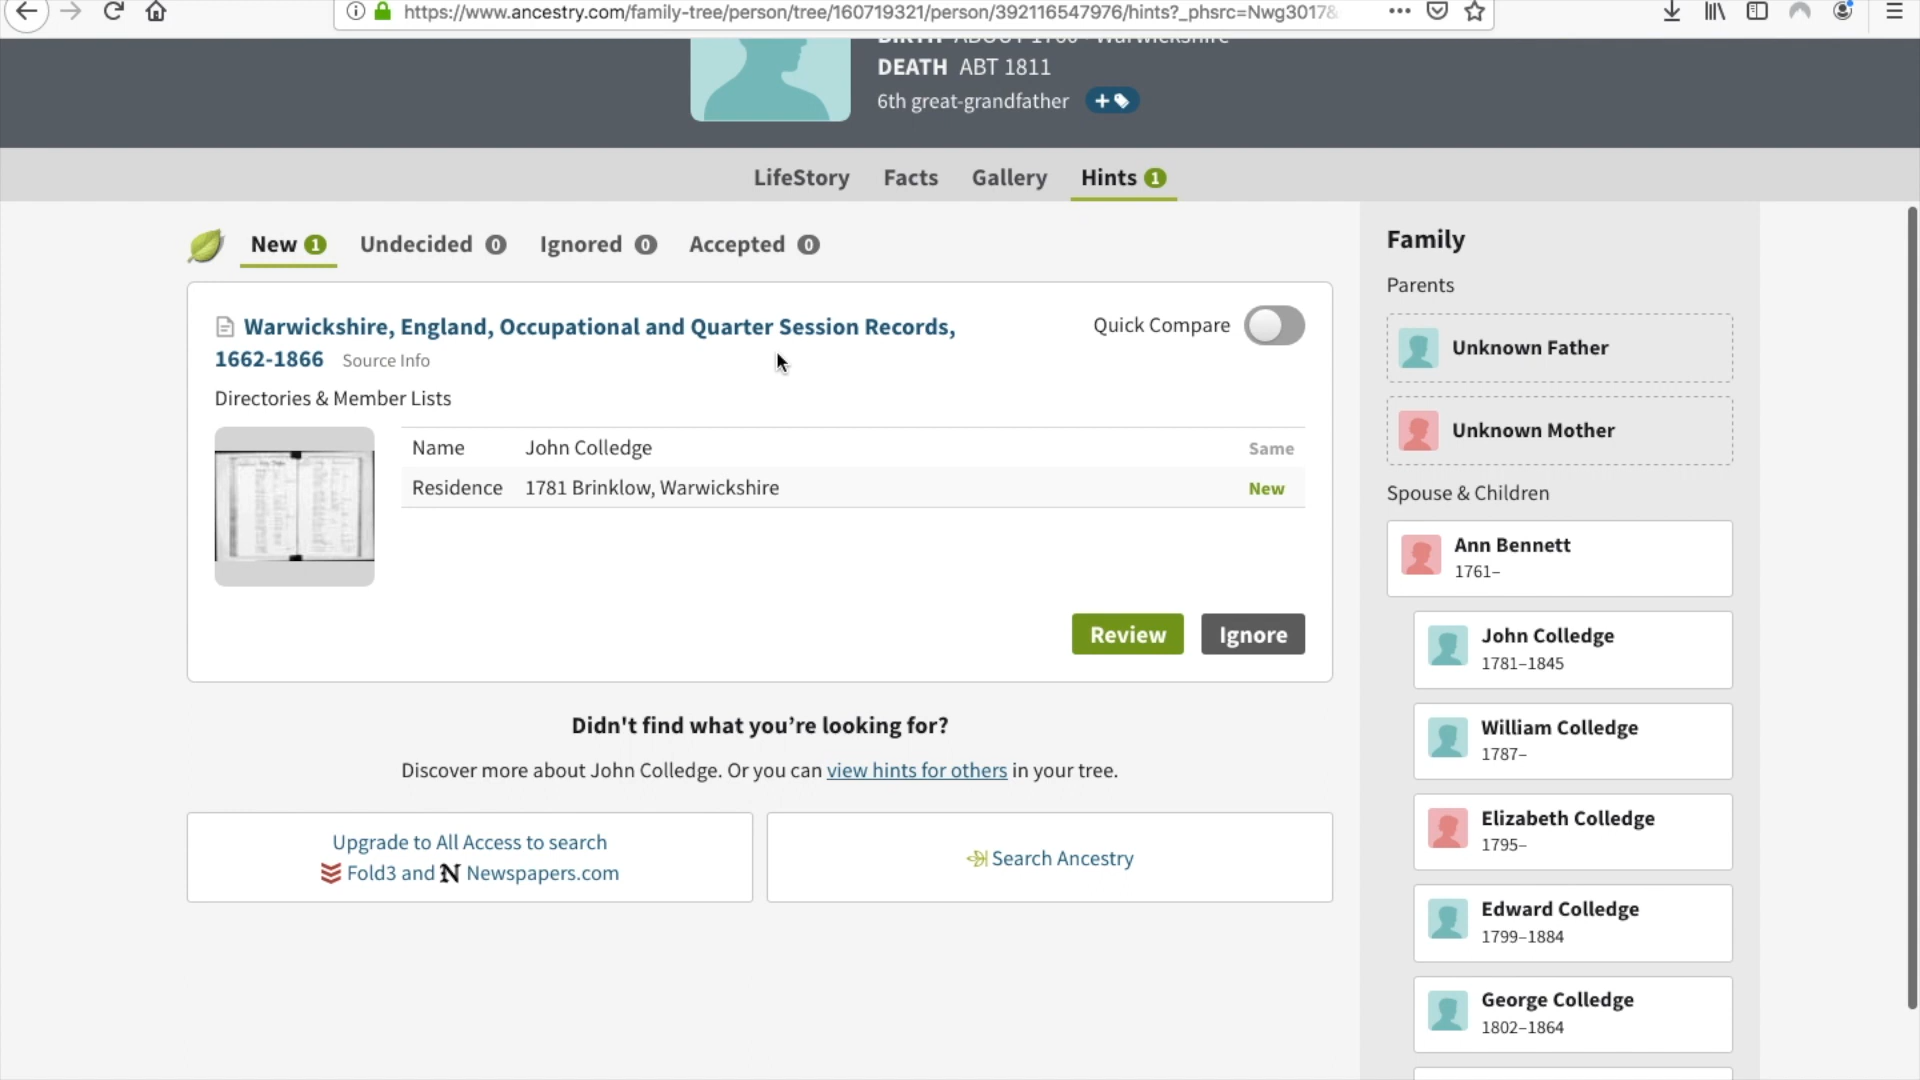 https://www.ancestry.com/family-tree/person/tree/160719321/person/392116547976/hints?_phsrc=Nwg3017&
BIRTH ABOUT 1760 · Warwickshire
DEATH ABT 1811
6th great-grandfather
LifeStory Facts Gallery Hints 1
New 1 Undecided 0 Ignored 0 Accepted 0
Warwickshire, England, Occupational and Quarter Session Records,
1662-1866 Source Info
Quick Compare
Directories & Member Lists
Name John Colledge Same
Residence 1781 Brinklow, Warwickshire New
Review Ignore
Didn't find what you’re looking for?
Discover more about John Colledge. Or you can view hints for others in your tree.
Upgrade to All Access to search
Fold3 and N Newspapers.com
Search Ancestry
Family
Parents
Unknown Father
Unknown Mother
Spouse & Children
Ann Bennett
1761–
John Colledge
1781–1845
William Colledge
1787–
Elizabeth Colledge
1795–
Edward Colledge
1799–1884
George Colledge
1802–1864